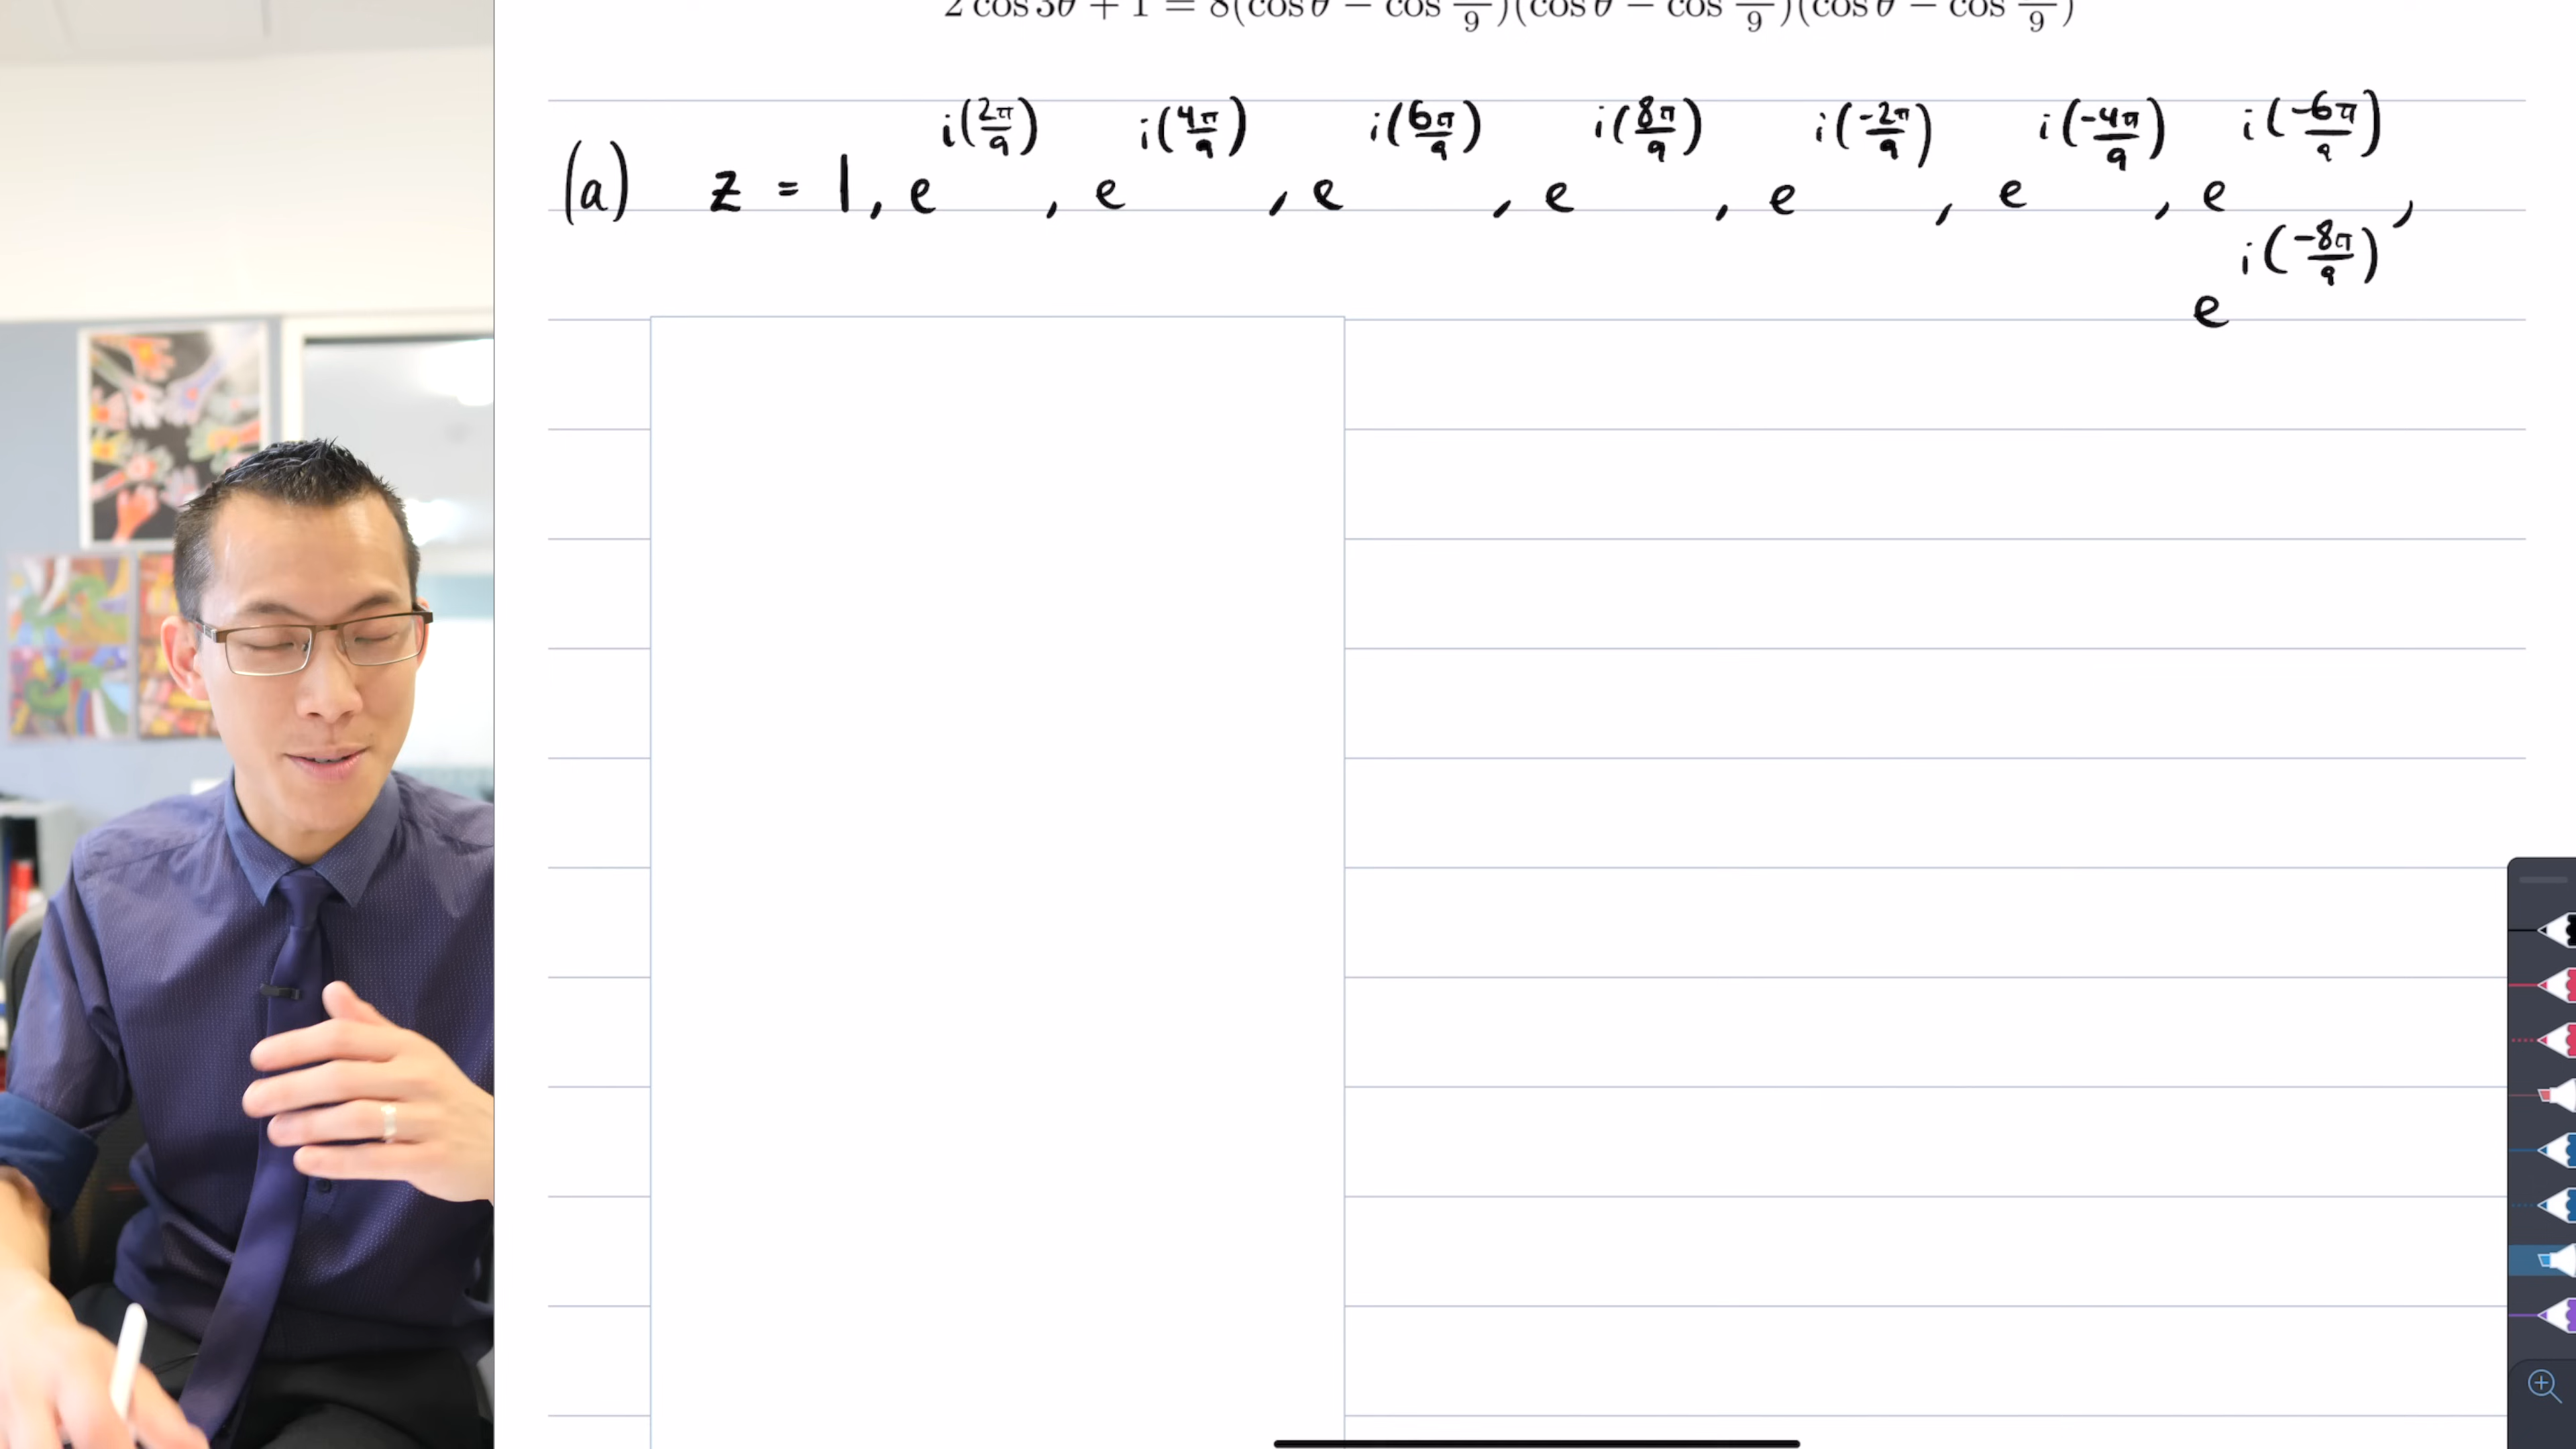 2 cos 3θ + 1 = 8(cos θ − cos —/9)(cos θ − cos —/9)(cos θ − cos —/9)
(a) z = 1, e^{i(2π/9)}, e^{i(4π/9)}, e^{i(6π/9)}, e^{i(8π/9)}, e^{i(-2π/9)}, e^{i(-4π/9)}, e^{i(-6π/9)},
e^{i(-8π/9)}